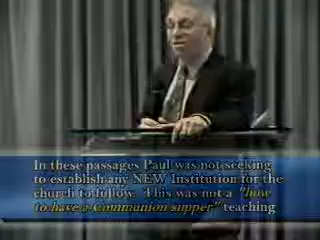 In these passages Paul was not seeking
to establish any NEW Institution for the
church to follow. This was not a "how
to have a Communion supper" teaching